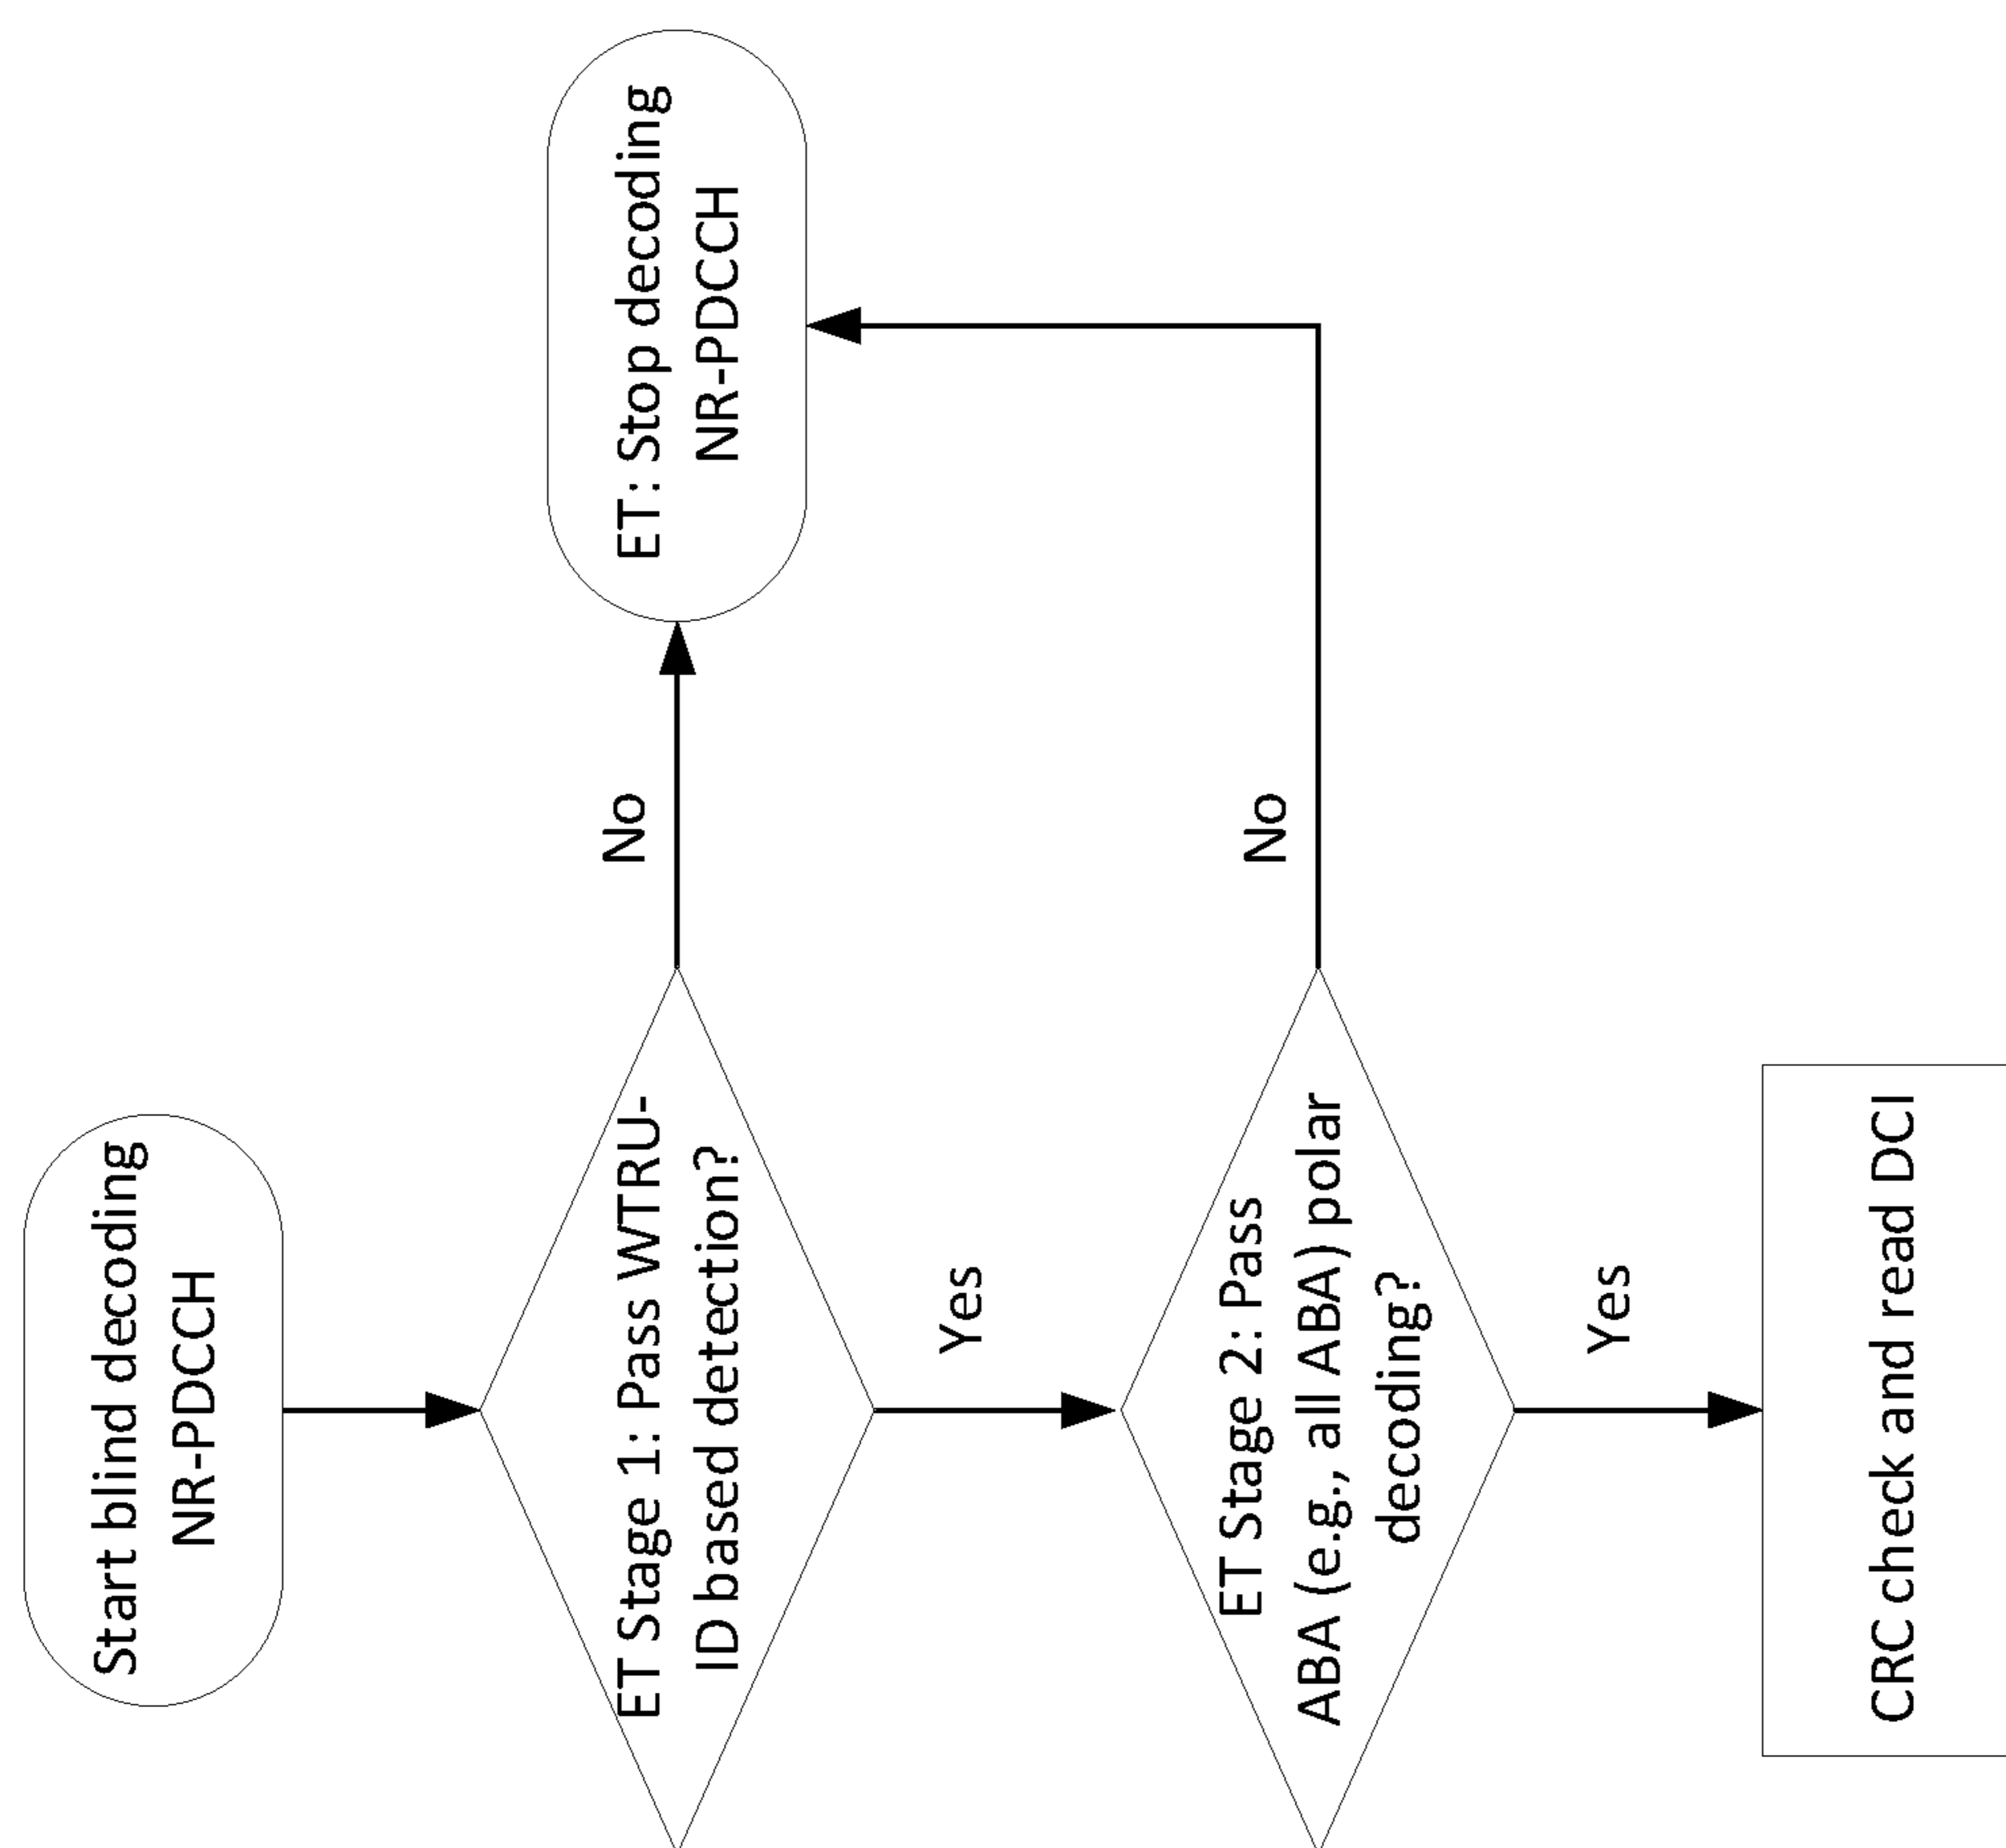 Start blind decoding
NR-PDCCH
ET Stage 1: Pass WTRU-
ID based detection?
No
ET: Stop decoding
NR-PDCCH
Yes
ET Stage 2: Pass
ABA (e.g., all ABA) polar
decoding?
No
Yes
CRC check and read DCI